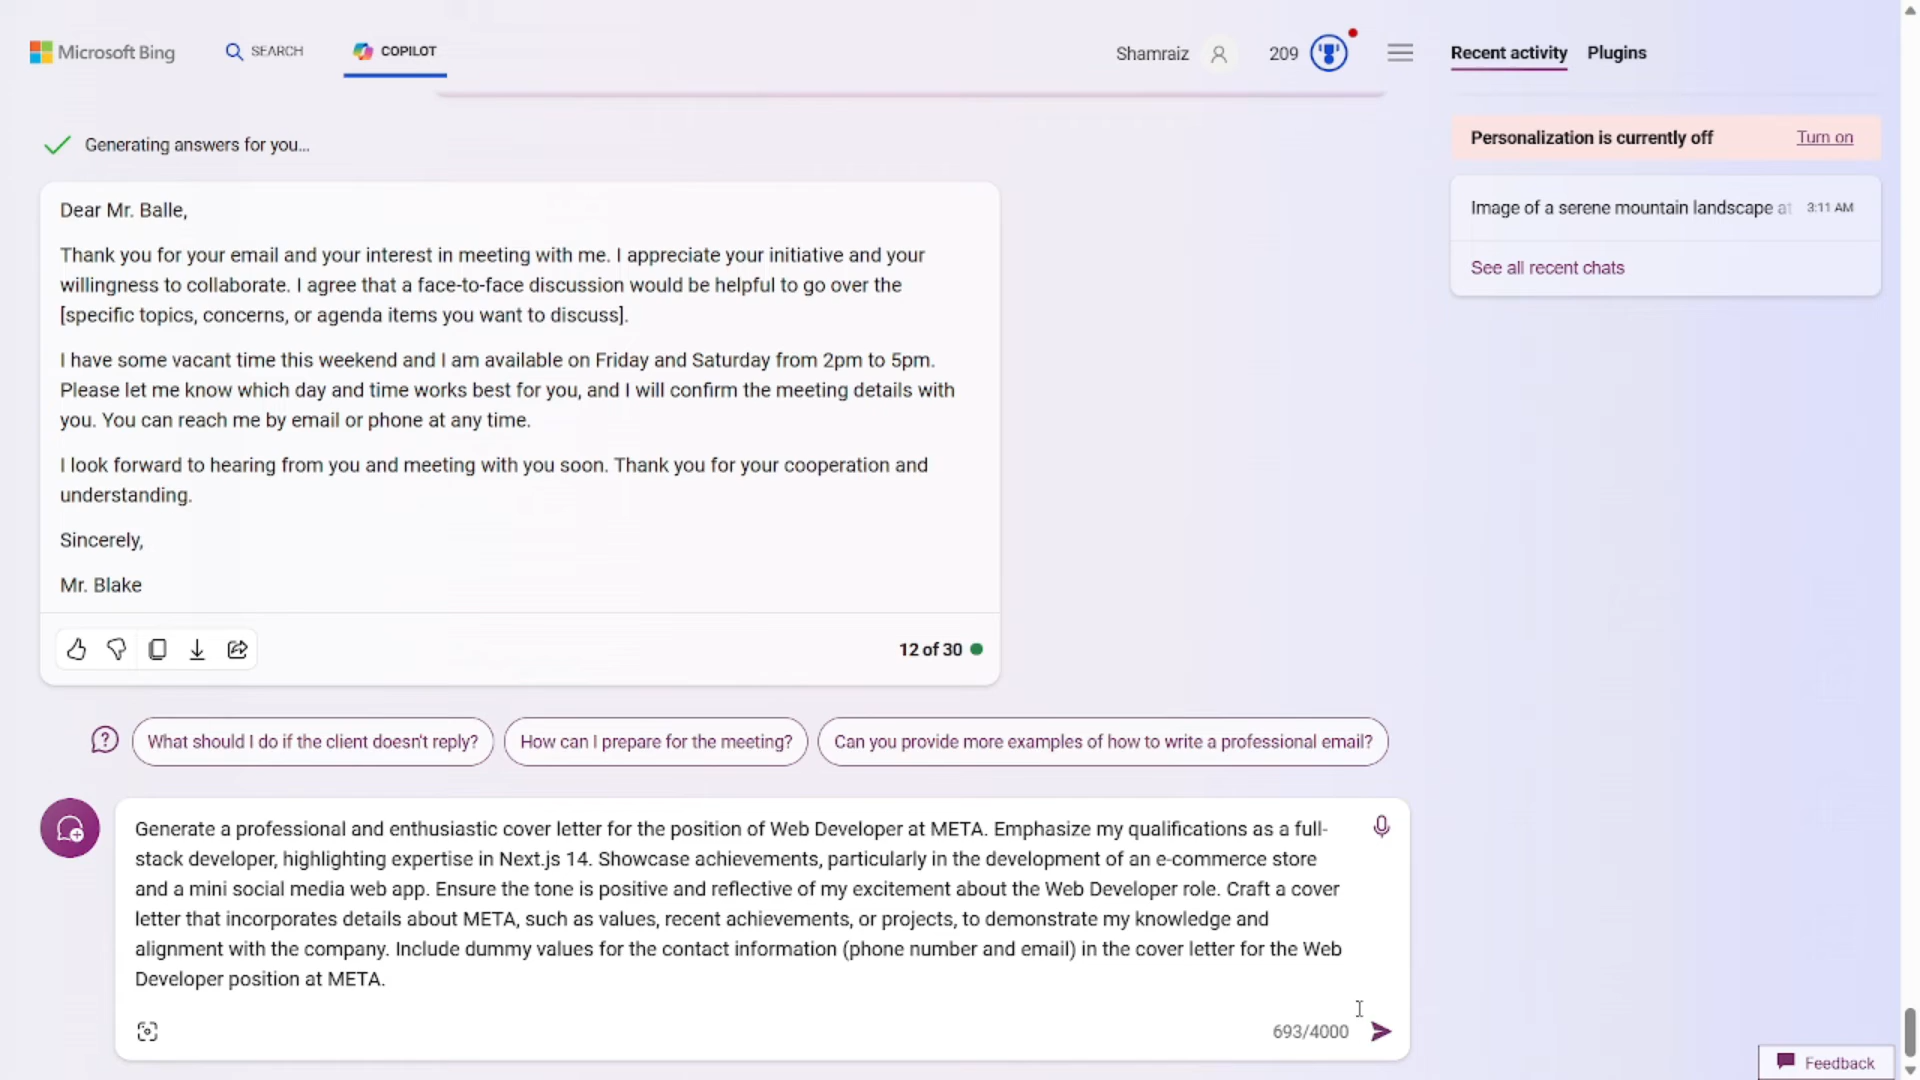 Microsoft Bing
SEARCH
COPILOT
Shamraiz
209
Recent activity
Plugins
Generating answers for you...
Personalization is currently off
Turn on
Image of a serene mountain landscape at
3:11 AM
See all recent chats
Dear Mr. Balle,
Thank you for your email and your interest in meeting with me. I appreciate your initiative and your
willingness to collaborate. I agree that a face-to-face discussion would be helpful to go over the
[specific topics, concerns, or agenda items you want to discuss].
I have some vacant time this weekend and I am available on Friday and Saturday from 2pm to 5pm.
Please let me know which day and time works best for you, and I will confirm the meeting details with
you. You can reach me by email or phone at any time.
I look forward to hearing from you and meeting with you soon. Thank you for your cooperation and
understanding.
Sincerely,
Mr. Blake
12 of 30
What should I do if the client doesn't reply?
How can I prepare for the meeting?
Can you provide more examples of how to write a professional email?
Generate a professional and enthusiastic cover letter for the position of Web Developer at META. Emphasize my qualifications as a full-
stack developer, highlighting expertise in Next.js 14. Showcase achievements, particularly in the development of an e-commerce store
and a mini social media web app. Ensure the tone is positive and reflective of my excitement about the Web Developer role. Craft a cover
letter that incorporates details about META, such as values, recent achievements, or projects, to demonstrate my knowledge and
alignment with the company. Include dummy values for the contact information (phone number and email) in the cover letter for the Web
Developer position at META.
693/4000
Feedback